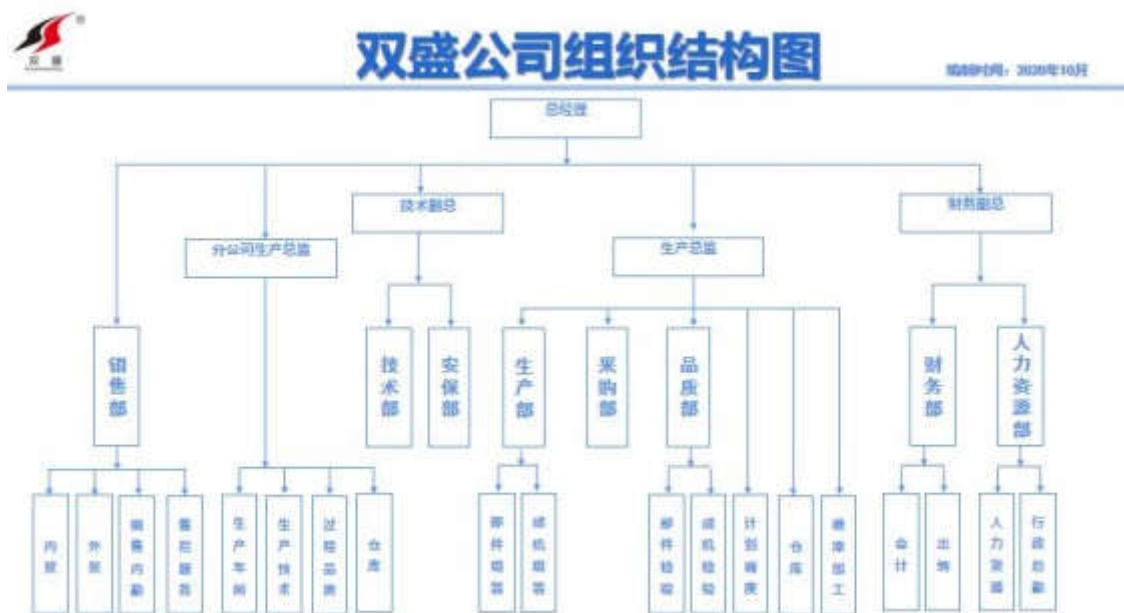 双盛
双盛公司组织结构图
编制时间：2020年10月
总经理
技术副总
财务副总
分公司生产总监
生产总监
销售部
技术部
安保部
生产部
采购部
品质部
财务部
人力资源部
内贸
外贸
销售内勤
售后服务
生产车间
生产技术
过程品质
仓库
部件组装
成机组装
部件检验
成机检验
计划调度
仓库
会计
出纳
人力资源
行政总勤